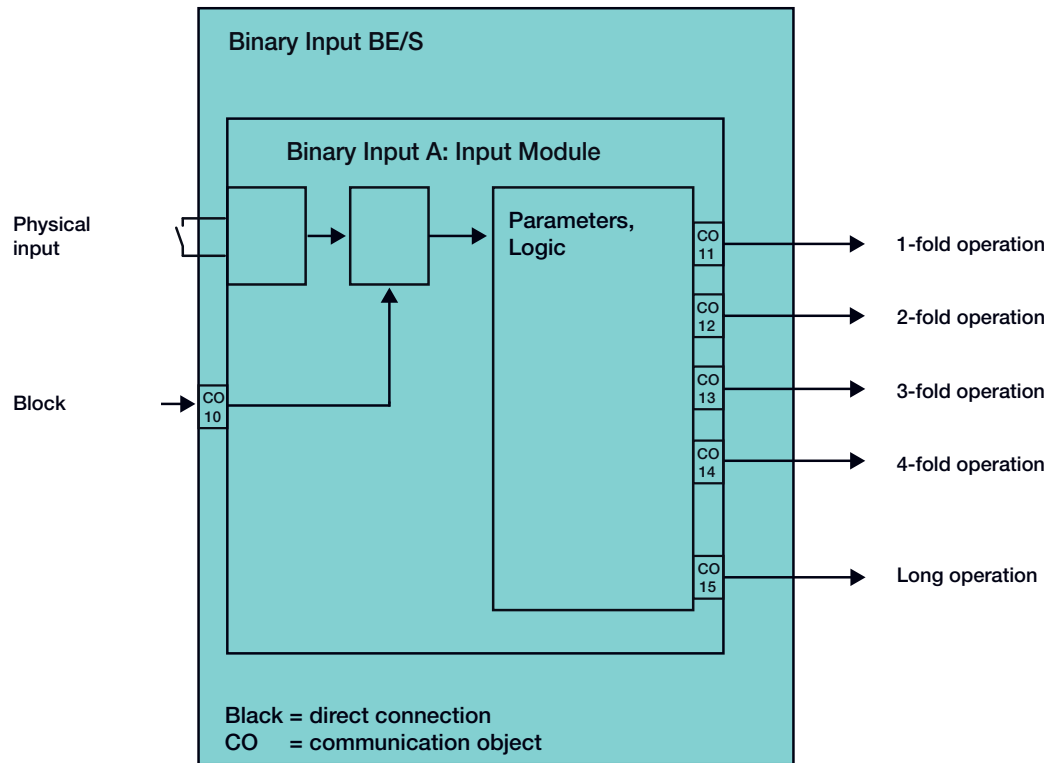 Binary Input BE/S
Binary Input A: Input Module
Physical
input
Parameters,
Logic
CO
11
1-fold operation
CO
12
2-fold operation
CO
13
3-fold operation
Block
CO
10
CO
14
4-fold operation
CO
15
Long operation
Black = direct connection
CO = communication object